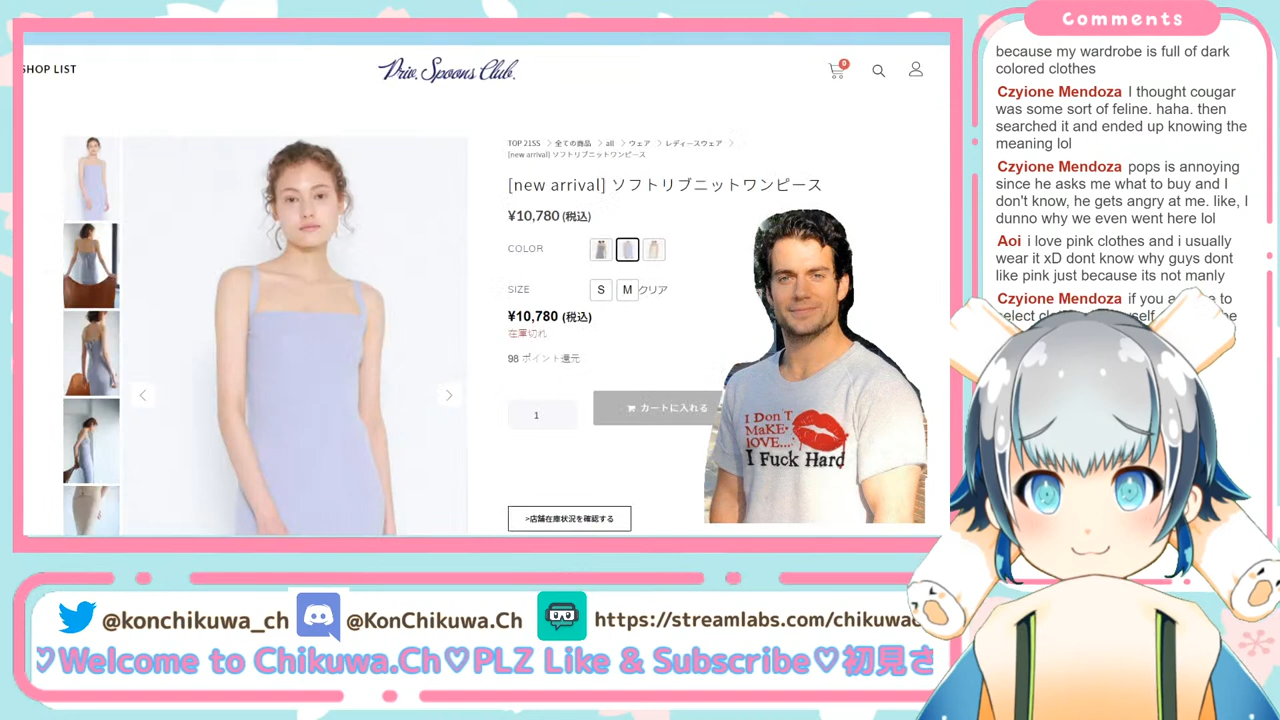 SHOP LIST
Priv. Spoons Club.
0
TOP 21SS > 全ての商品 > all > ウェア > レディースウェア >
[new arrival] ソフトリブニットワンピース
[new arrival] ソフトリブニットワンピース
¥10,780 (税込)
COLOR
SIZE S M クリア
¥10,780 (税込)
在庫切れ
98 ポイント還元
1
カートに入れる
>店舗在庫状況を確認する
I DON'T
MAKE
LOVE...
I Fuck Hard
Comments
because my wardrobe is full of dark
colored clothes
Czyione Mendoza I thought cougar
was some sort of feline. haha. then
searched it and ended up knowing the
meaning lol
Czyione Mendoza pops is annoying
since he asks me what to buy and I
don't know, he gets angry at me. like, I
dunno why we even went here lol
Aoi i love pink clothes and i usually
wear it xD dont know why guys dont
like pink just because its not manly
Czyione Mendoza if you to
@konchikuwa_ch
@KonChikuwa.Ch
https://streamlabs.com/chikuwa
♡Welcome to Chikuwa.Ch♡PLZ Like & Subscribe♡初見さ